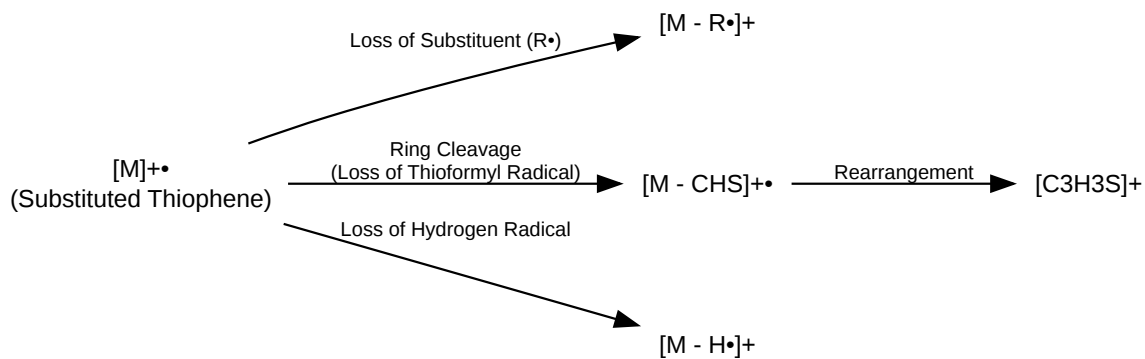 [M - R•]+
Loss of Substituent (R•)
[M]+•
(Substituted Thiophene)
Ring Cleavage
(Loss of Thioformyl Radical)
[M - CHS]+•
Rearrangement
[C3H3S]+
Loss of Hydrogen Radical
[M - H•]+